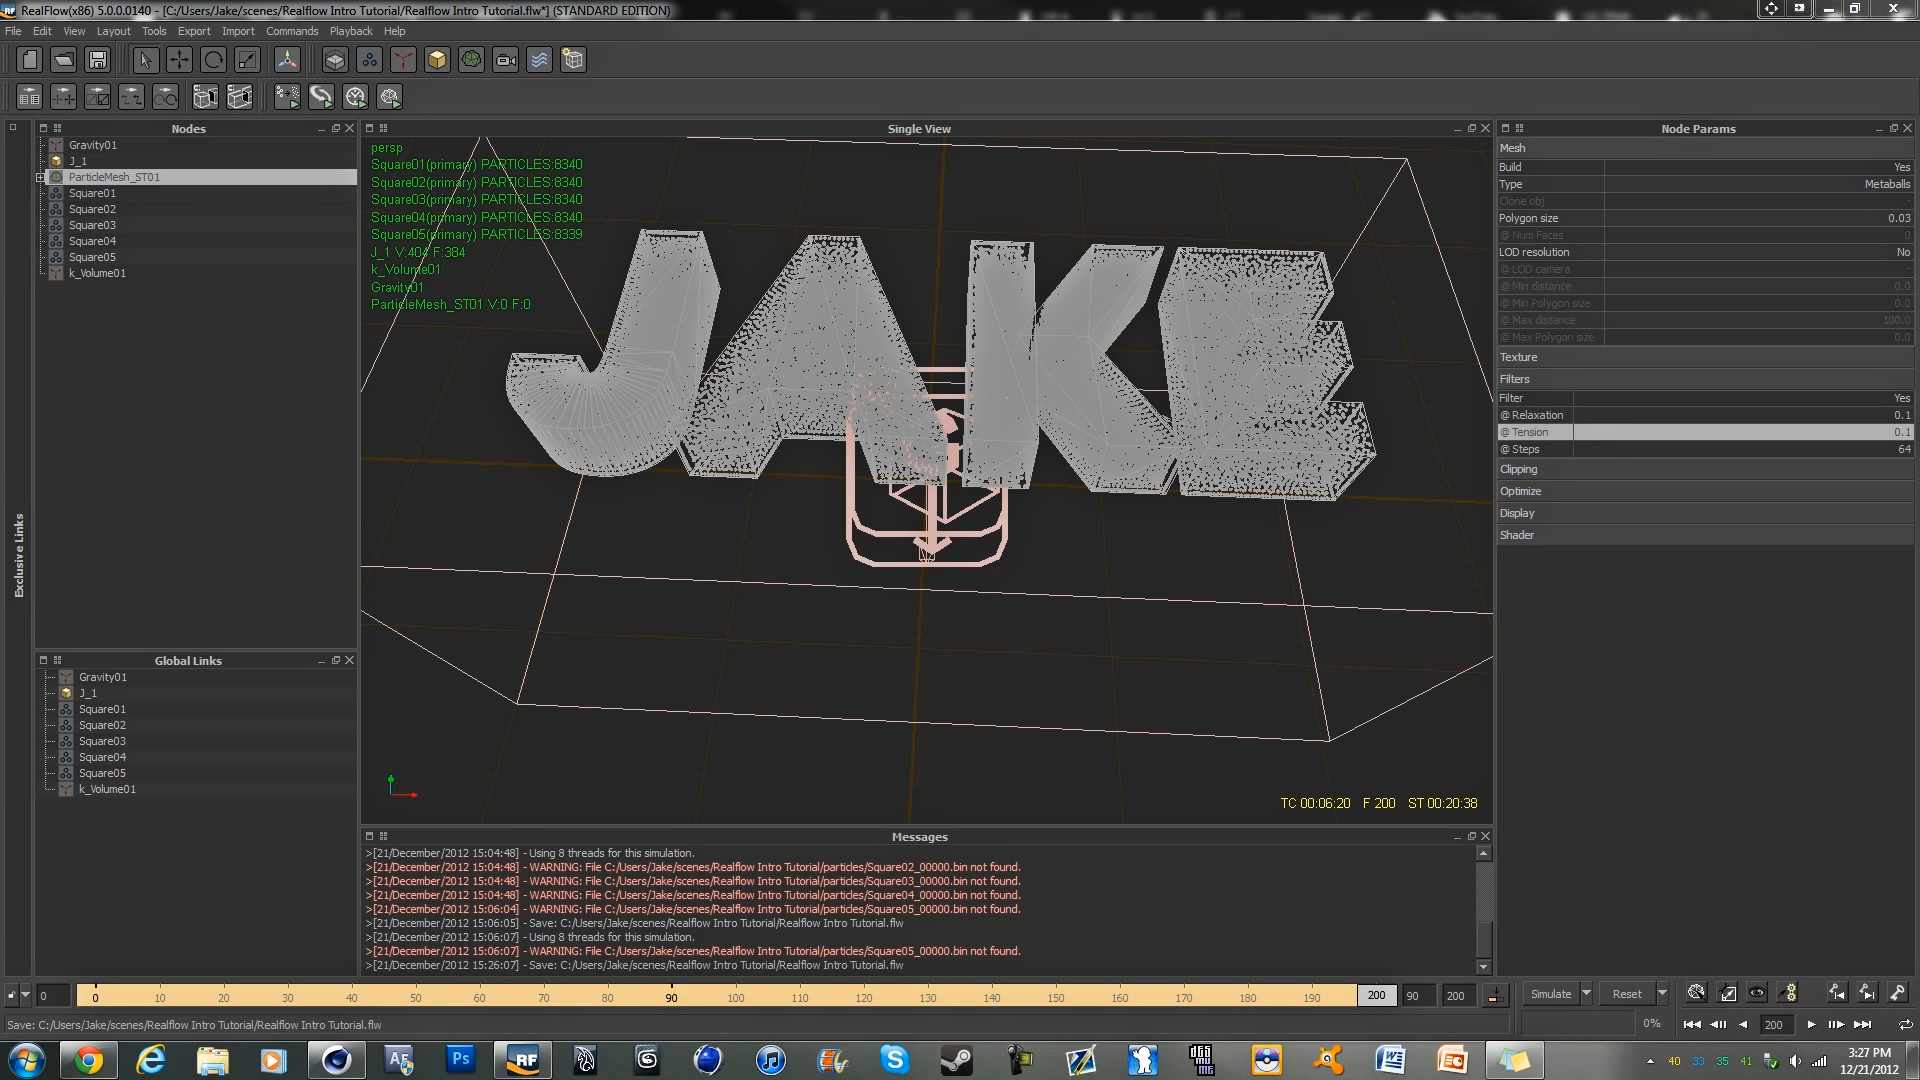 RealFlow(x86) 5.0.0.0140 - [C:/Users/Jake/scenes/Realflow Intro Tutorial/Realflow Intro Tutorial.flw*] (STANDARD EDITION)
File Edit View Layout Tools Export Import Commands Playback Help
Exclusive Links
Nodes
Gravity01
J_1
ParticleMesh_ST01
Square01
Square02
Square03
Square04
Square05
k_Volume01
Global Links
Gravity01
J_1
Square01
Square02
Square03
Square04
Square05
k_Volume01
Single View
persp
Square01(primary) PARTICLES:8340
Square02(primary) PARTICLES:8340
Square03(primary) PARTICLES:8340
Square04(primary) PARTICLES:8340
Square05(primary) PARTICLES:8339
J_1 V:404 F:384
k_Volume01
Gravity01
ParticleMesh_ST01 V:0 F:0
JAKE
TC 00:06:20 F 200 ST 00:20:38
Messages
>[21/December/2012 15:04:48] - Using 8 threads for this simulation.
>[21/December/2012 15:04:48] - WARNING: File C:/Users/Jake/scenes/Realflow Intro Tutorial/particles/Square02_00000.bin not found.
>[21/December/2012 15:04:48] - WARNING: File C:/Users/Jake/scenes/Realflow Intro Tutorial/particles/Square03_00000.bin not found.
>[21/December/2012 15:04:48] - WARNING: File C:/Users/Jake/scenes/Realflow Intro Tutorial/particles/Square04_00000.bin not found.
>[21/December/2012 15:06:04] - WARNING: File C:/Users/Jake/scenes/Realflow Intro Tutorial/particles/Square05_00000.bin not found.
>[21/December/2012 15:06:05] - Save: C:/Users/Jake/scenes/Realflow Intro Tutorial/Realflow Intro Tutorial.flw
>[21/December/2012 15:06:07] - Using 8 threads for this simulation.
>[21/December/2012 15:06:07] - WARNING: File C:/Users/Jake/scenes/Realflow Intro Tutorial/particles/Square05_00000.bin not found.
>[21/December/2012 15:26:07] - Save: C:/Users/Jake/scenes/Realflow Intro Tutorial/Realflow Intro Tutorial.flw
Node Params
Mesh
Build Yes
Type Metaballs
Clone obj -
Polygon size 0.03
@ Num Faces 0
LOD resolution No
@ LOD camera -
@ Min distance 0.0
@ Min Polygon size 0.0
@ Max distance 100.0
@ Max Polygon size 0.0
Texture
Filters
Filter Yes
@ Relaxation 0.1
@ Tension 0.1
@ Steps 64
Clipping
Optimize
Display
Shader
0 0 10 20 30 40 50 60 70 80 90 100 110 120 130 140 150 160 170 180 190 200 90 200
Simulate Reset
0% 200
Save: C:/Users/Jake/scenes/Realflow Intro Tutorial/Realflow Intro Tutorial.flw
AE Ps RF
40 33 35 41
3:27 PM
12/21/2012